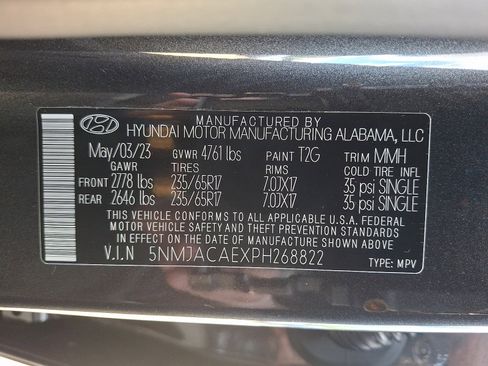 MANUFACTURED BY
HYUNDAI MOTOR MANUFACTURING ALABAMA, LLC
May/03/23 GVWR 4761 lbs PAINT T2G TRIM MMH
GAWR TIRES RIMS COLD TIRE INFL
FRONT 2778 lbs 235/65R17 7.0JX17 35 psi SINGLE
REAR 2646 lbs 235/65R17 7.0JX17 35 psi SINGLE
THIS VEHICLE CONFORMS TO ALL APPLICABLE U.S.A. FEDERAL
MOTOR VEHICLE SAFETY AND THEFT PREVENTION STANDARDS
IN EFFECT ON THE DATE OF MANUFACTURE SHOWN ABOVE.
V.I.N 5NMJACAEXPH268822 TYPE: MPV